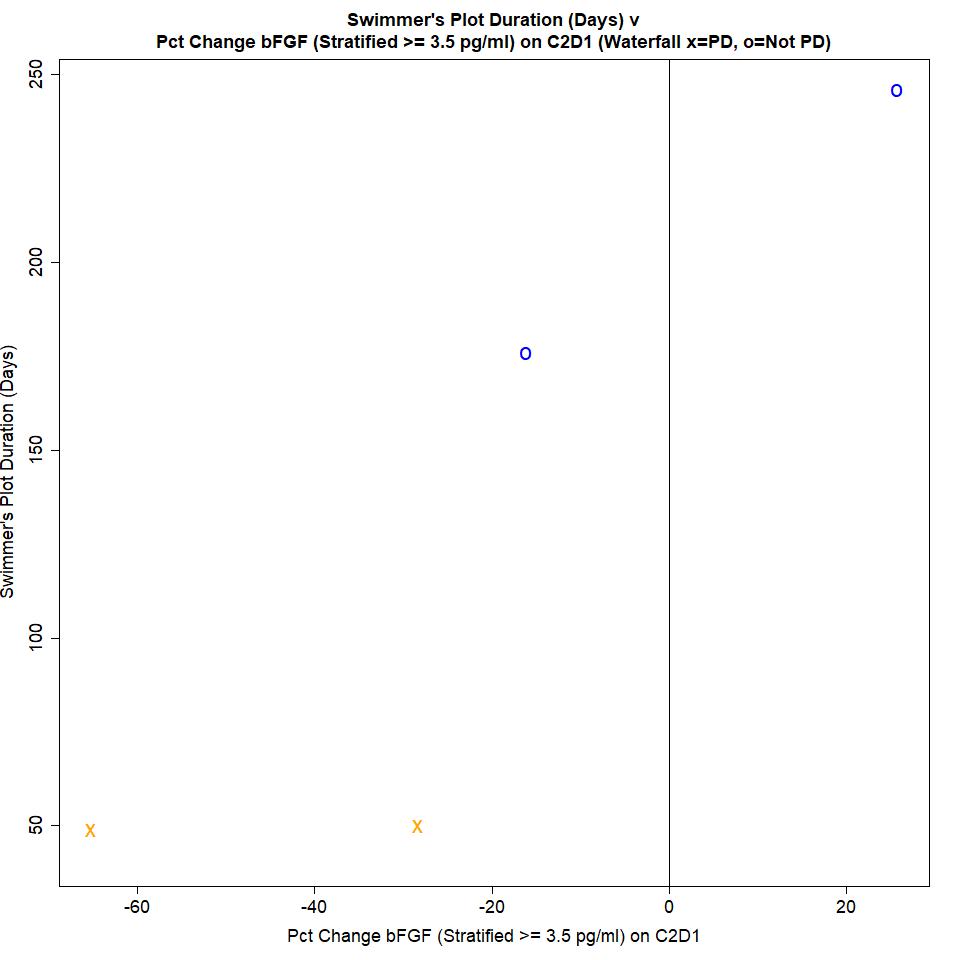 Swimmer's Plot Duration (Days) v
Pct Change bFGF (Stratified >= 3.5 pg/ml) on C2D1 (Waterfall x=PD, o=Not PD)
Swimmer's Plot Duration (Days)
250
200
150
100
50
o
o
x
x
-60
-40
-20
0
20
Pct Change bFGF (Stratified >= 3.5 pg/ml) on C2D1